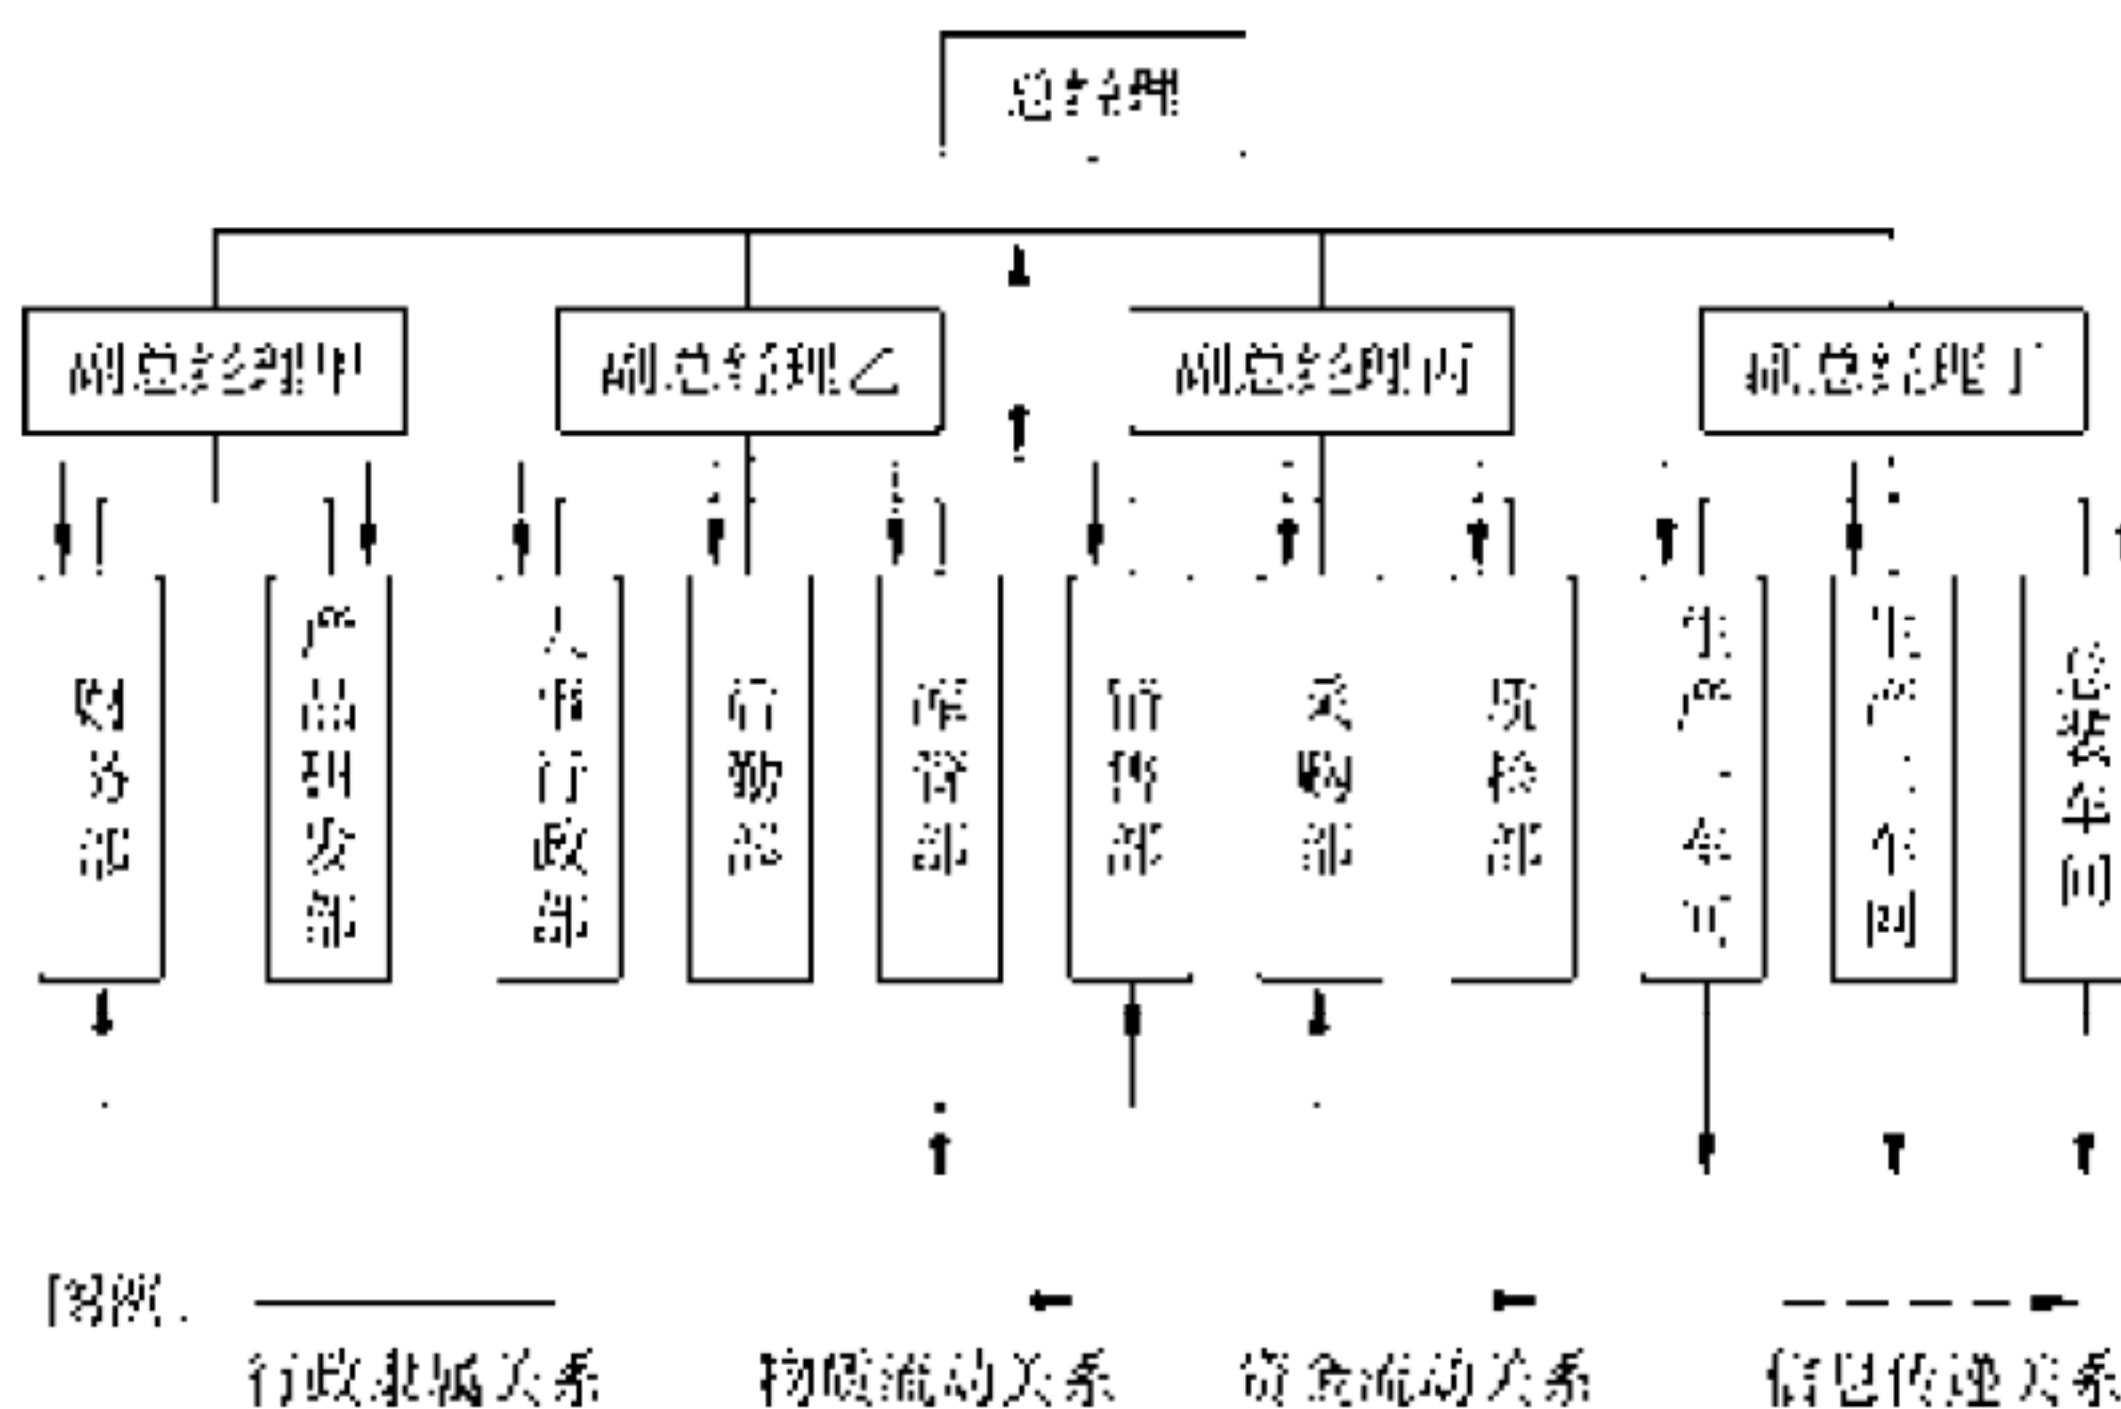 总经理
副总经理甲
副总经理乙
副总经理丙
副总经理丁
财务部
产品研发部
人事行政部
行勤部
库管部
销售部
采购部
质检部
生产一车间
生产二车间
总装车间
图例:
行政隶属关系
物质流动关系
资金流动关系
信息传递关系